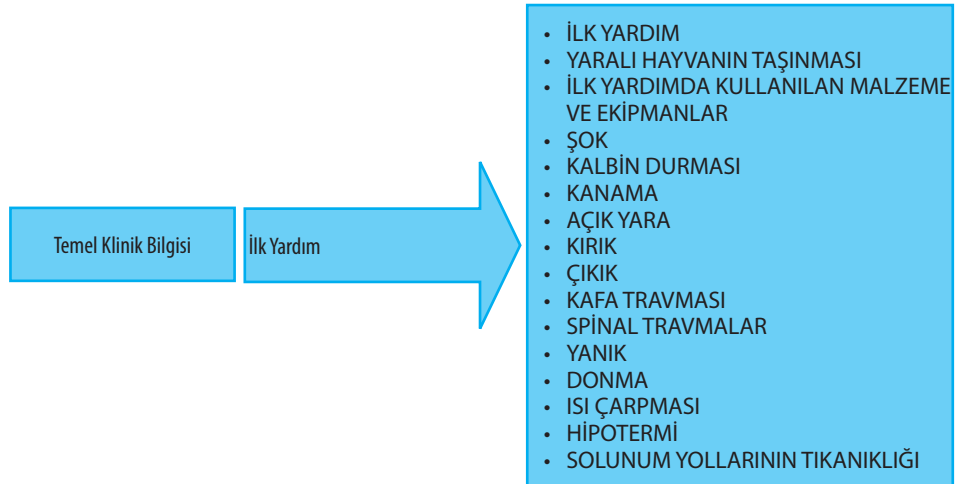 Temel Klinik Bilgisi
İlk Yardım
• İLK YARDIM
• YARALI HAYVANIN TAŞINMASI
• İLK YARDIMDA KULLANILAN MALZEME
VE EKİPMANLAR
• ŞOK
• KALBİN DURMASI
• KANAMA
• AÇIK YARA
• KIRIK
• ÇIKIK
• KAFA TRAVMASI
• SPİNAL TRAVMALAR
• YANIK
• DONMA
• ISI ÇARPMASI
• HİPOTERMİ
• SOLUNUM YOLLARININ TIKANIKLIĞI